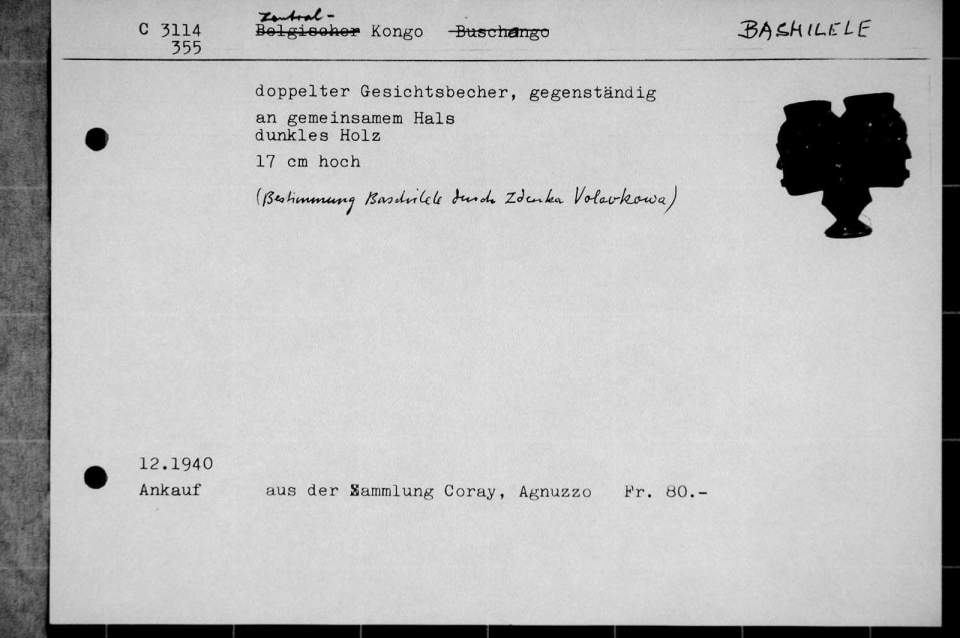 Zentral-
C 3114 Belgischer Kongo Buschongo BASHILELE
355
doppelter Gesichtsbecher, gegenständig
an gemeinsamem Hals
dunkles Holz
17 cm hoch
(Bestimmung Baschilele durch Zdenka Volavkowa)
12.1940
Ankauf aus der Sammlung Coray, Agnuzzo Fr. 80.-